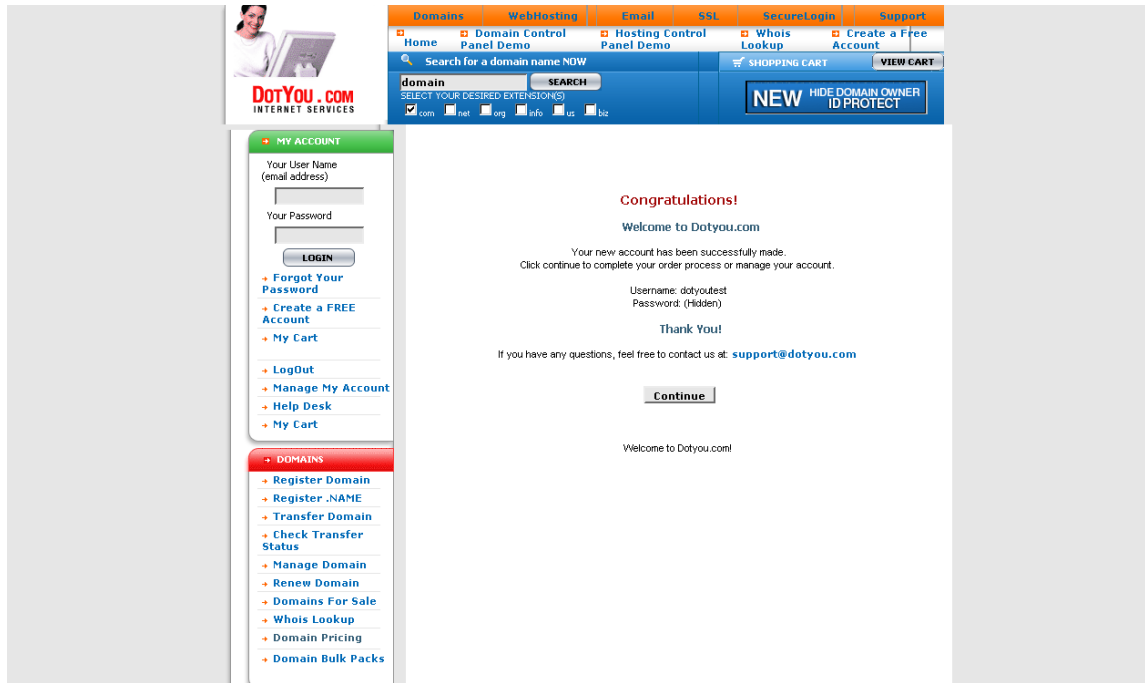 Domains WebHosting Email SSL SecureLogin Support
Home Domain Control Panel Demo Hosting Control Panel Demo Whois Lookup Create a Free Account
Search for a domain name NOW
SHOPPING CART VIEW CART
domain SEARCH
SELECT YOUR DESIRED EXTENSION(S)
com net org info us biz
NEW HIDE DOMAIN OWNER
ID PROTECT
DOTYOU.COM
INTERNET SERVICES
MY ACCOUNT
Your User Name
(email address)
Your Password
LOGIN
Forgot Your
Password
Create a FREE
Account
My Cart
LogOut
Manage My Account
Help Desk
My Cart
DOMAINS
Register Domain
Register .NAME
Transfer Domain
Check Transfer
Status
Manage Domain
Renew Domain
Domains For Sale
Whois Lookup
Domain Pricing
Domain Bulk Packs
Congratulations!
Welcome to Dotyou.com
Your new account has been successfully made.
Click continue to complete your order process or manage your account.
Username: dotyoutest
Password: (Hidden)
Thank You!
If you have any questions, feel free to contact us at: support@dotyou.com
Continue
Welcome to Dotyou.com!